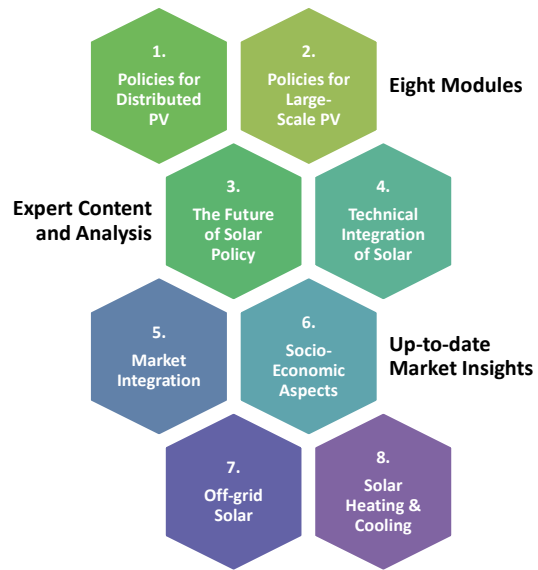 1.
Policies for
Distributed
PV
2.
Policies for
Large-
Scale PV
Eight Modules
Expert Content
and Analysis
3.
The Future
of Solar
Policy
4.
Technical
Integration
of Solar
5.
Market
Integration
6.
Socio-
Economic
Aspects
Up-to-date
Market Insights
7.
Off-grid
Solar
8.
Solar
Heating &
Cooling